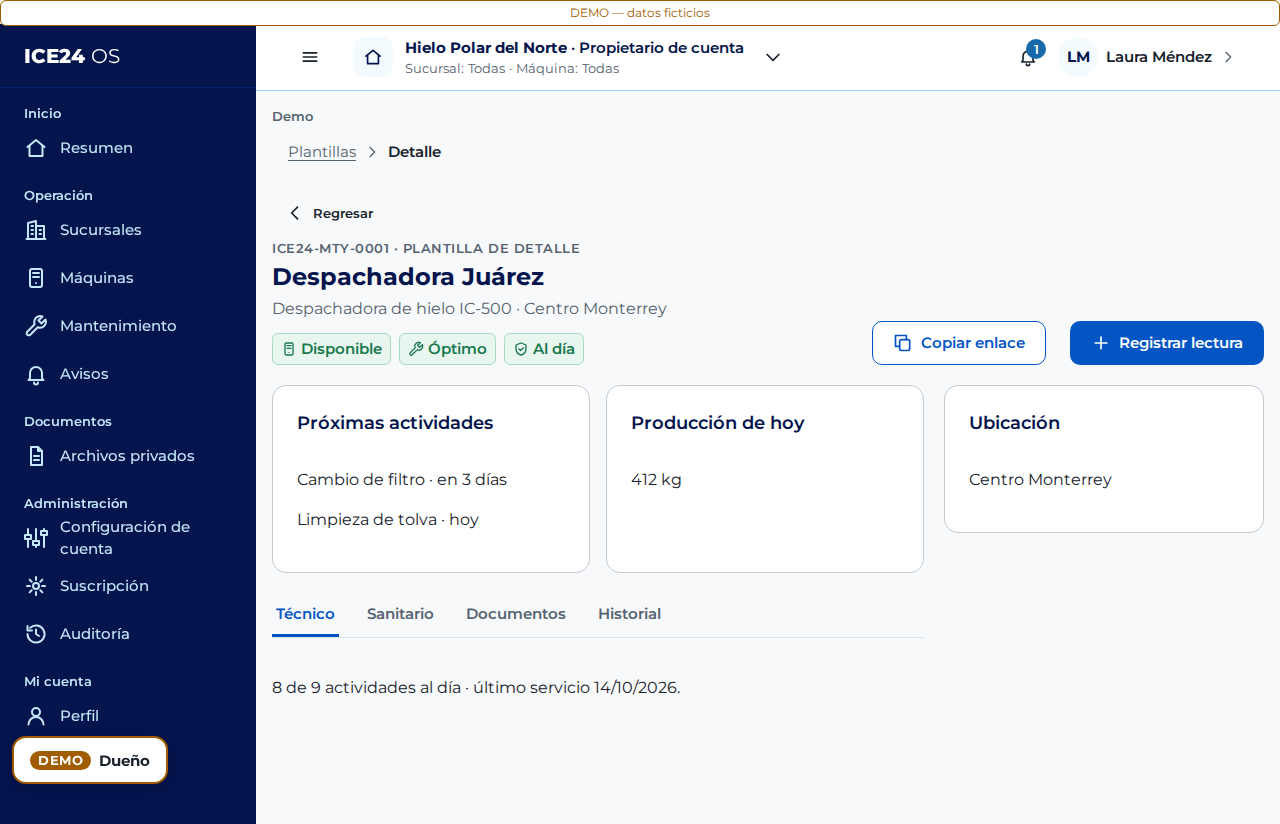 DEMO — datos ficticios
ICE24 OS
Inicio
Resumen
Operación
Sucursales
Máquinas
Mantenimiento
Avisos
Documentos
Archivos privados
Administración
Configuración de
cuenta
Suscripción
Auditoría
Mi cuenta
Perfil
DEMO Dueño
Hielo Polar del Norte · Propietario de cuenta
Sucursal: Todas · Máquina: Todas
1
LM Laura Méndez
Demo
Plantillas > Detalle
Regresar
ICE24-MTY-0001 · PLANTILLA DE DETALLE
Despachadora Juárez
Despachadora de hielo IC-500 · Centro Monterrey
Disponible Óptimo Al día
Copiar enlace
Registrar lectura
Próximas actividades
Cambio de filtro · en 3 días
Limpieza de tolva · hoy
Producción de hoy
412 kg
Ubicación
Centro Monterrey
Técnico Sanitario Documentos Historial
8 de 9 actividades al día · último servicio 14/10/2026.